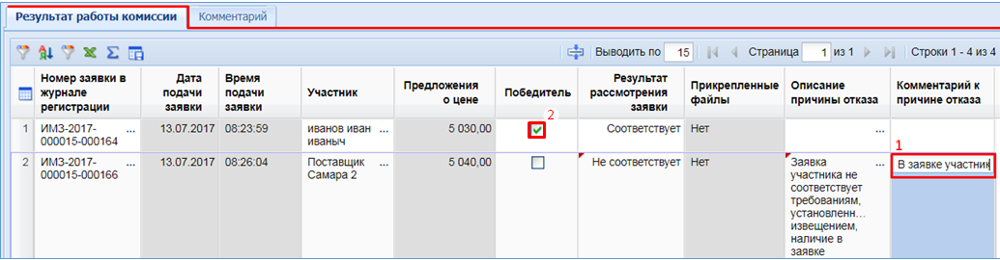 Результат работы комиссии Комментарий
Выводить по 15 Страница 1 из 1 Строки 1 - 4 из 4
Номер заявки в журнале регистрации
Дата подачи заявки
Время подачи заявки
Участник
Предложения о цене
Победитель
Результат рассмотрения заявки
Прикрепленные файлы
Описание причины отказа
Комментарий к причине отказа
2
1 ИМЗ-2017- ... 13.07.2017 08:23:59 иванов иван ... 5 030,00 Соответствует Нет ...
000015-000164 иваныч
1
2 ИМЗ-2017- ... 13.07.2017 08:26:04 Поставщик ... 5 040,00 Не соответствует Нет Заявка ... В заявке участник
000015-000166 Самара 2 участника не
соответствует
требованиям,
установленн...
извещением,
наличие в
заявке